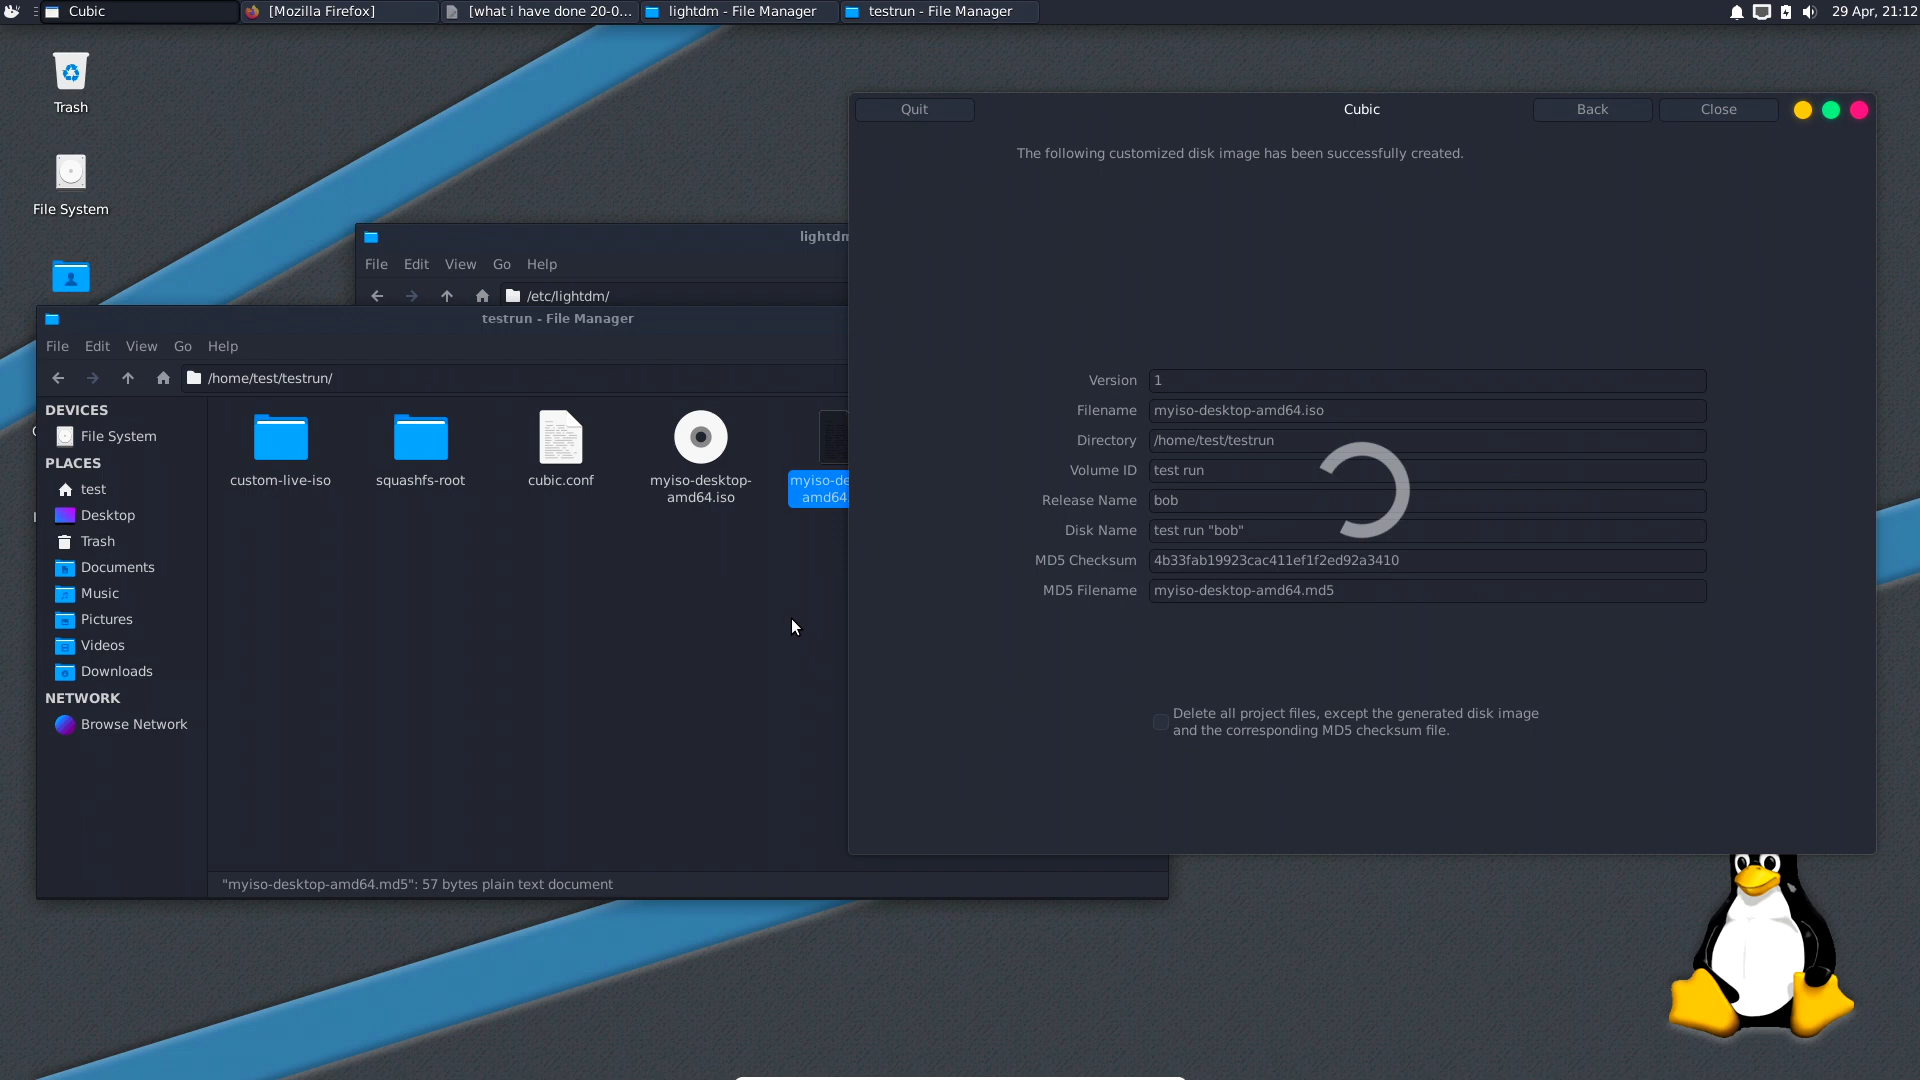 Cubic
[Mozilla Firefox]
[what i have done 20-0...
lightdm - File Manager
testrun - File Manager
29 Apr, 21:12
Trash
File System
Quit
Cubic
Back
Close
The following customized disk image has been successfully created.
Version 1
Filename myiso-desktop-amd64.iso
Directory /home/test/testrun
Volume ID test run
Release Name bob
Disk Name test run "bob"
MD5 Checksum 4b33fab19923cac411ef1f2ed92a3410
MD5 Filename myiso-desktop-amd64.md5
Delete all project files, except the generated disk image
and the corresponding MD5 checksum file.
lightdm
File Edit View Go Help
/etc/lightdm/
testrun - File Manager
File Edit View Go Help
/home/test/testrun/
DEVICES
File System
PLACES
test
Desktop
Trash
Documents
Music
Pictures
Videos
Downloads
NETWORK
Browse Network
custom-live-iso
squashfs-root
cubic.conf
myiso-desktop-
amd64.iso
myiso-de
amd64.
"myiso-desktop-amd64.md5": 57 bytes plain text document